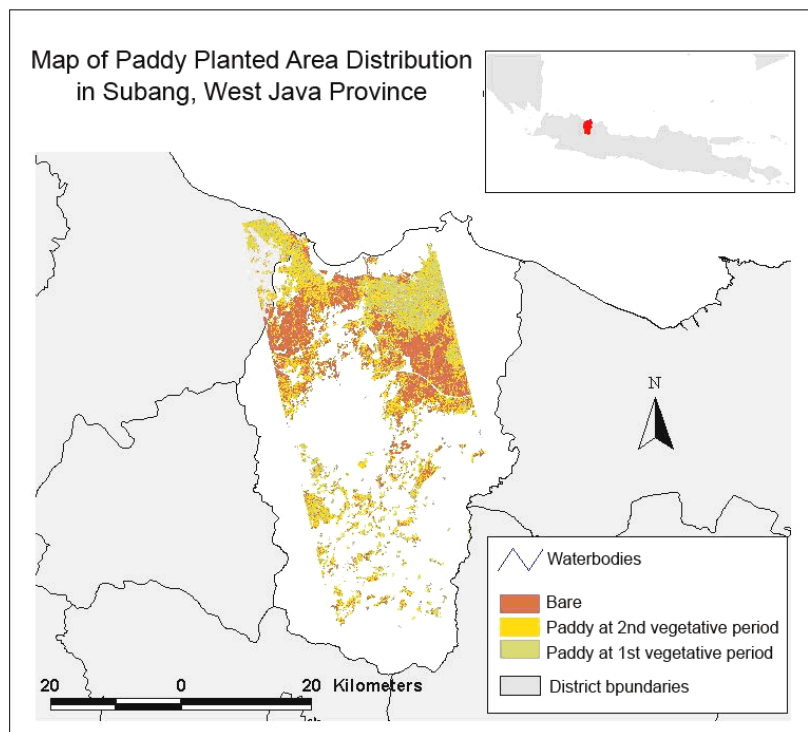 Map of Paddy Planted Area Distribution
in Subang, West Java Province
N
Waterbodies
Bare
Paddy at 2nd vegetative period
Paddy at 1st vegetative period
District bpundaries
20 0 20 Kilometers